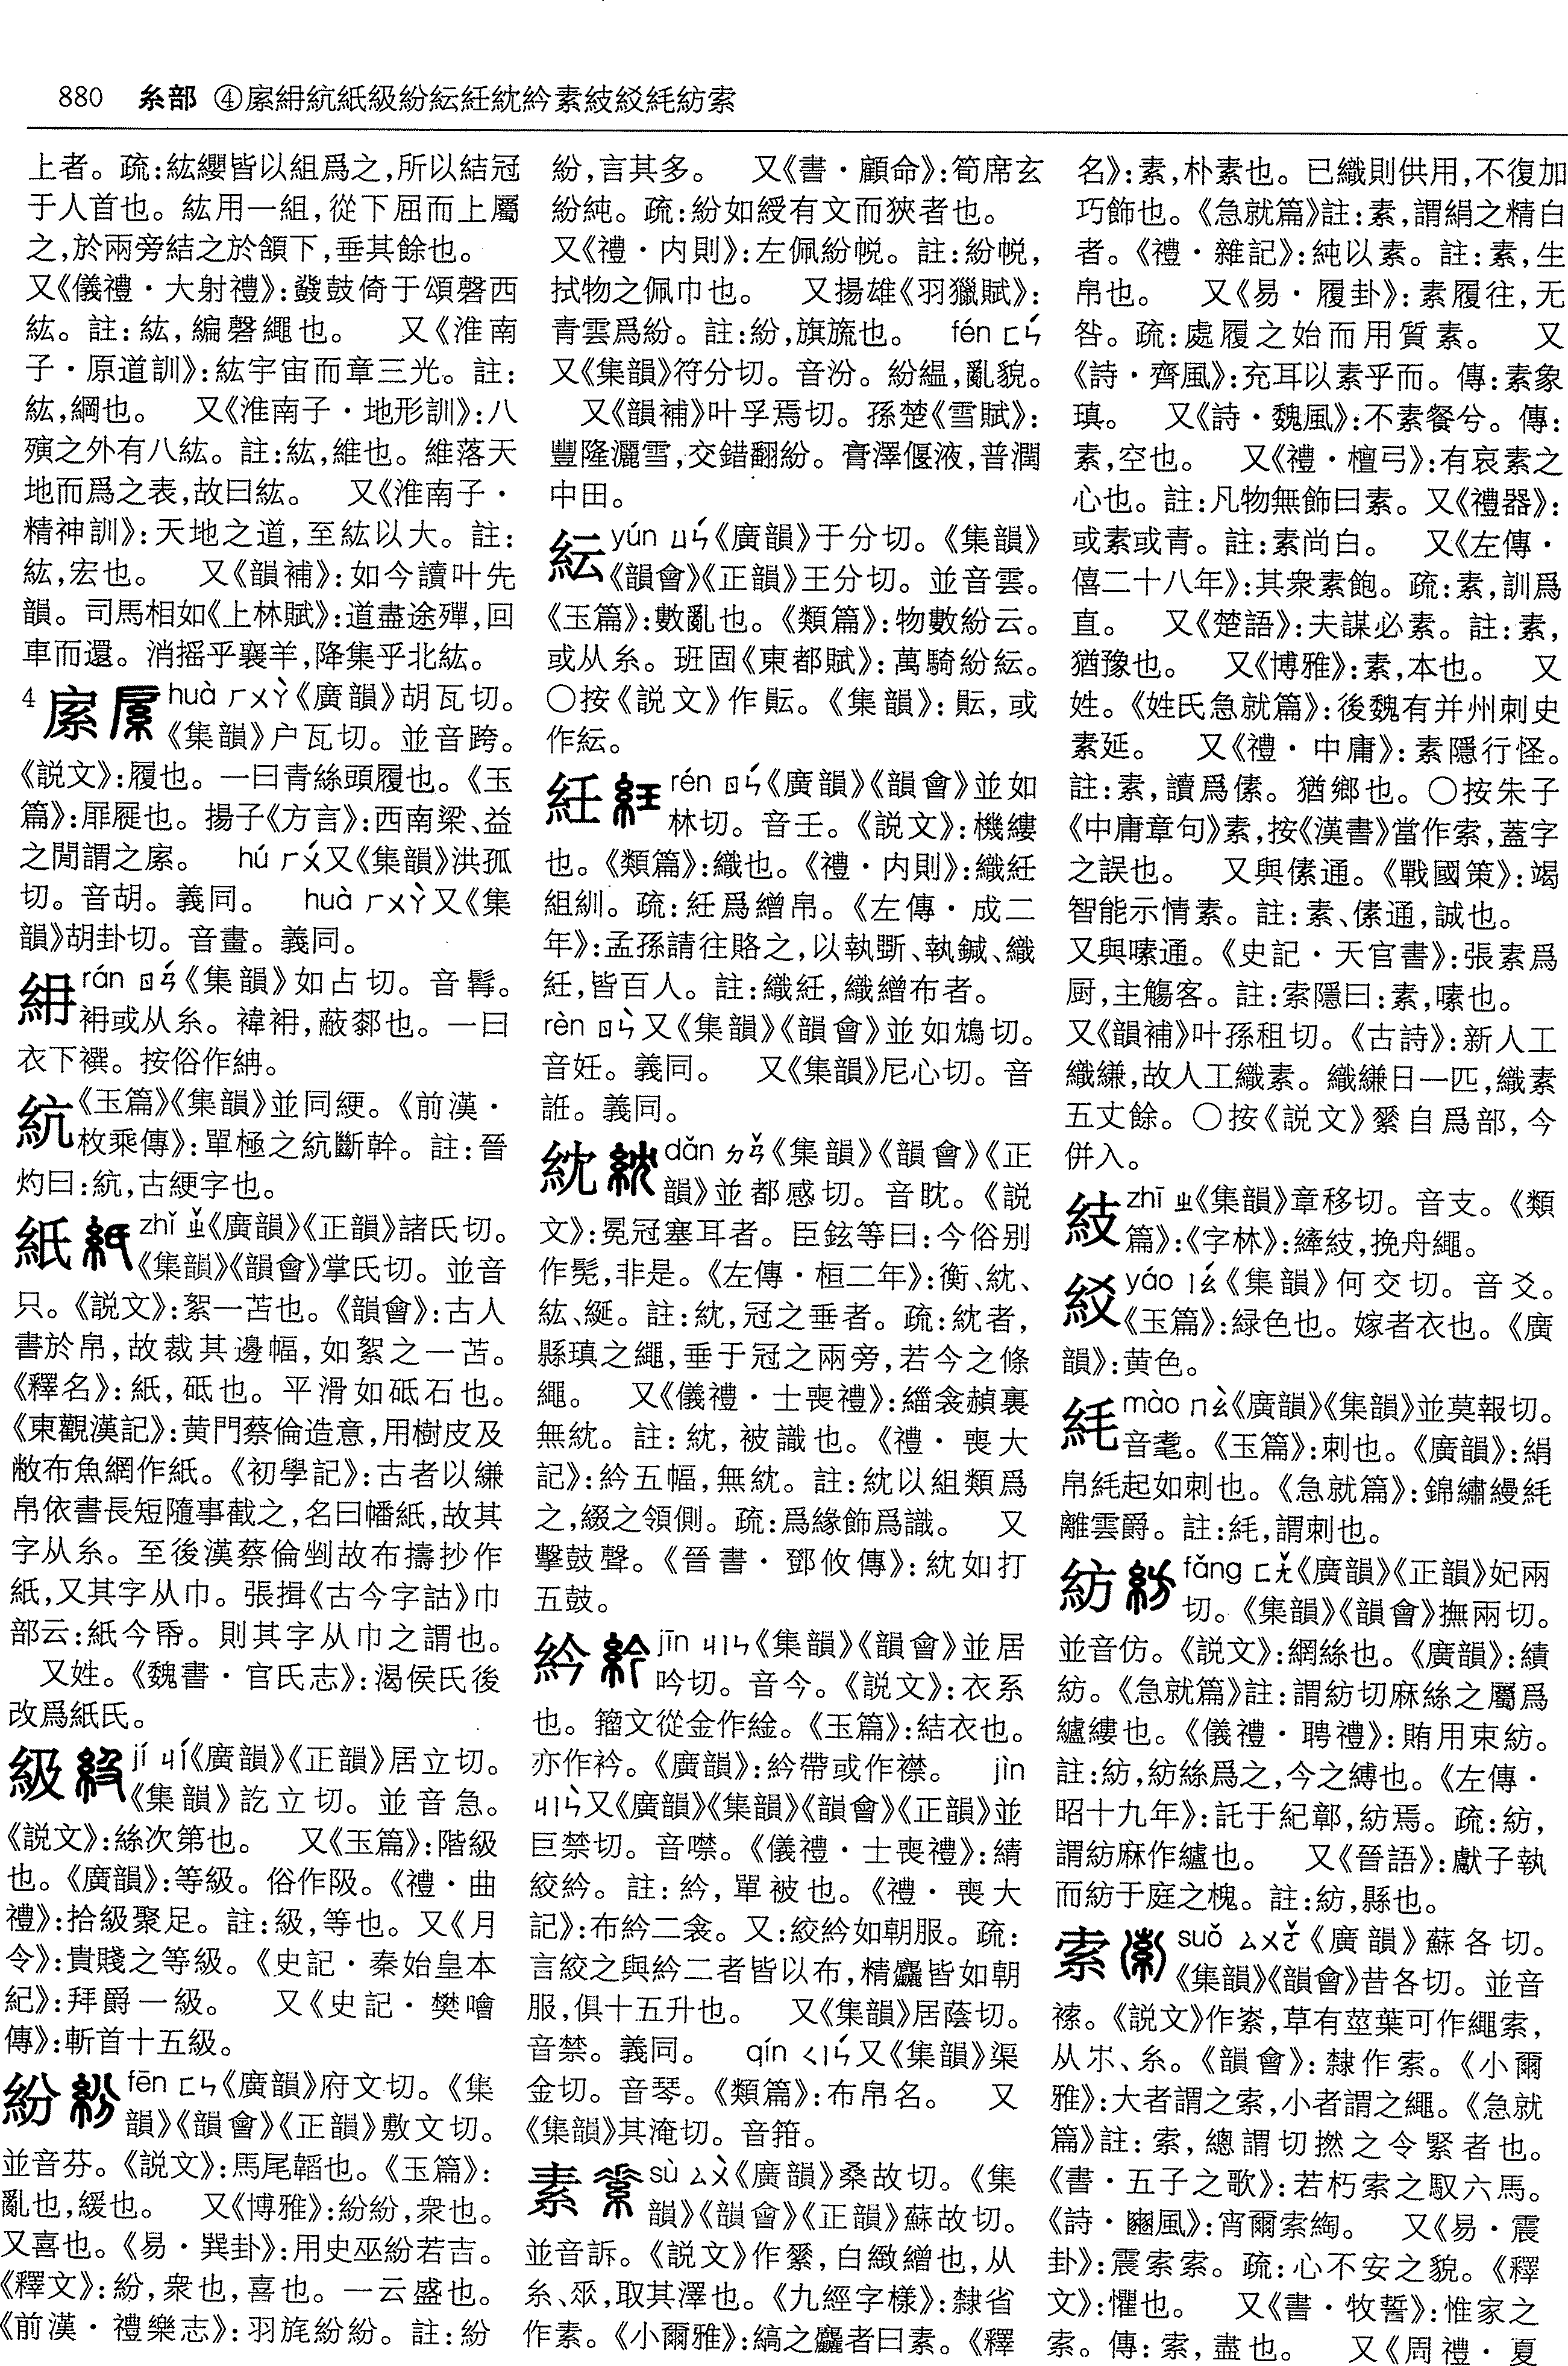 880 糸部 ④䌅䋈䋁紙級紛紜紝紞紟素䊼絞䋃紡索
上者。疏:紘纓皆以組爲之,所以結冠
于人首也。紘用一組,從下屈而上屬
之,於兩旁結之於頷下,垂其餘也。
又《儀禮·大射禮》:鼗鼓倚于頌磬西
紘。註:紘,編磬繩也。 又《淮南
子·原道訓》:紘宇宙而章三光。註:
紘,綱也。 又《淮南子·地形訓》:八
殥之外有八紘。註:紘,維也。維落天
地而爲之表,故曰紘。 又《淮南子·
精神訓》:天地之道,至紘以大。註:
紘,宏也。 又《韻補》:如今讀叶先
韻。司馬相如《上林賦》:道盡途殫,回
車而還。消摇乎襄羊,降集乎北紘。
4 huà ㄏㄨㄚˋ《廣韻》胡瓦切。
《集韻》户瓦切。並音踝。
《説文》:履也。一曰青絲頭履也。《玉
篇》:屝屣也。揚子《方言》:西南梁、益
之閒謂之。 hú ㄏㄨˊ又《集韻》洪孤
切。音胡。義同。 huà ㄏㄨㄚˋ又《集
韻》胡卦切。音畫。義同。
rán ㄖㄢˊ《集韻》如占切。音髯。
袡或从糸。褘袡,蔽厀也。一曰
衣下襈。按俗作。
《玉篇》《集韻》並同綆。《前漢·
枚乘傳》:單極之統斷幹。註:晉
灼曰:,古綆字也。
紙 zhǐ ㄓˇ《廣韻》《正韻》諸氏切。
《集韻》《韻會》掌氏切。並音
只。《説文》:絮一苫也。《韻會》:古人
書於帛,故裁其邊幅,如絮之一苫。
《釋名》:紙,砥也。平滑如砥石也。
《東觀漢記》:黄門蔡倫造意,用樹皮及
敝布魚網作紙。《初學記》:古者以縑
帛依書長短隨事截之,名曰幡紙,故其
字从糸。至後漢蔡倫剉故布擣抄作
紙,又其字从巾。張揖《古今字詁》巾
部云:紙今帋。則其字从巾之謂也。
又姓。《魏書·官氏志》:渴侯氏後
改爲紙氏。
級 jí ㄐㄧˊ《廣韻》《正韻》居立切。
《集韻》訖立切。並音急。
《説文》:絲次第也。 又《玉篇》:階級
也。《廣韻》:等級。俗作阪。《禮·曲
禮》:拾級聚足。註:級,等也。又《月
令》:貴賤之等級。《史記·秦始皇本
紀》:拜爵一級。 又《史記·樊噲
傳》:斬首十五級。
紛 fēn ㄈㄣ《廣韻》府文切。《集
韻》《韻會》《正韻》敷文切。
並音芬。《説文》:馬尾韜也。《玉篇》:
亂也,緩也。 又《博雅》:紛紛,衆也。
又喜也。《易·巽卦》:用史巫紛若吉。
《釋文》:紛,衆也,喜也。一云盛也。
《前漢·禮樂志》:羽旄紛紛。註:紛
紛,言其多。 又《書·顧命》:筍席玄
紛純。疏:紛如綬有文而狹者也。
又《禮·内則》:左佩紛帨。註:紛帨,
拭物之佩巾也。 又揚雄《羽獵賦》:
青雲爲紛。註:紛,旗旒也。 fén ㄈㄣˊ
又《集韻》符分切。音汾。紛緼,亂貌。
又《韻補》叶孚焉切。孫楚《雪賦》:
豐隆灑雪,交錯翻紛。膏澤偃液,普潤
中田。
紜 yún ㄩㄣˊ《廣韻》于分切。《集韻》
《韻會》《正韻》王分切。並音雲。
《玉篇》:數亂也。《類篇》:物數紛云。
或从糸。班固《東都賦》:萬騎紛紜。
○按《説文》作䝭。《集韻》:䝭,或
作紜。
紝 rén ㄖㄣˊ《廣韻》《韻會》並如
林切。音壬。《説文》:機縷
也。《類篇》:織也。《禮·内則》:織紝
組紃。疏:紝爲繒帛。《左傳·成二
年》:孟孫請往賂之,以執斲、執鍼、織
紝,皆百人。註:織紝,織繒布者。
rèn ㄖㄣˋ又《集韻》《韻會》並如鴆切。
音妊。義同。 又《集韻》尼心切。音
䛘。義同。
紞 dǎn ㄉㄢˇ《集韻》《韻會》《正
韻》並都感切。音眈。《説
文》:冕冠塞耳者。臣鉉等曰:今俗别
作髧,非是。《左傳·桓二年》:衡、紞、
紘、綖。註:紞,冠之垂者。疏:紞者,
縣瑱之繩,垂于冠之兩旁,若今之絛
繩。 又《儀禮·士喪禮》:緇衾赬裏
無紞。註:紞,被識也。《禮·喪大
記》:紟五幅,無紞。註:紞以組類爲
之,綴之領側。疏:爲緣飾爲識。 又
擊鼓聲。《晉書·鄧攸傳》:紞如打
五鼓。
紟 jīn ㄐㄧㄣ《集韻》《韻會》並居
吟切。音今。《説文》:衣系
也。籀文從金作䋮。《玉篇》:結衣也。
亦作衿。《廣韻》:紟帶或作襟。 jìn
ㄐㄧㄣˋ又《廣韻》《集韻》《韻會》《正韻》並
巨禁切。音噤。《儀禮·士喪禮》:綪
絞紟。註:紟,單被也。《禮·喪大
記》:布紟二衾。又:絞紟如朝服。疏:
言絞之與紟二者皆以布,精麤皆如朝
服,俱十五升也。 又《集韻》居蔭切。
音禁。義同。 qín ㄑㄧㄣˊ又《集韻》渠
金切。音琴。《類篇》:布帛名。 又
《集韻》其淹切。音箝。
素 sù ㄙㄨˋ《廣韻》桑故切。《集
韻》《韻會》《正韻》蘇故切。
並音訴。《説文》作𦃃,白緻繒也,从
糸、𠂹,取其澤也。《九經字樣》:隸省
作素。《小爾雅》:縞之麤者曰素。《釋
名》:素,朴素也。已織則供用,不復加
巧飾也。《急就篇》註:素,謂絹之精白
者。《禮·雜記》:純以素。註:素,生
帛也。 又《易·履卦》:素履往,无
咎。疏:處履之始而用質素。 又
《詩·齊風》:充耳以素乎而。傳:素象
瑱。 又《詩·魏風》:不素餐兮。傳:
素,空也。 又《禮·檀弓》:有哀素之
心也。註:凡物無飾曰素。又《禮器》:
或素或青。註:素尚白。 又《左傳·
僖二十八年》:其衆素飽。疏:素,訓爲
直。 又《楚語》:夫謀必素。註:素,
猶豫也。 又《博雅》:素,本也。 又
姓。《姓氏急就篇》:後魏有并州刺史
素延。 又《禮·中庸》:素隱行怪。
註:素,讀爲傃。猶鄉也。○按朱子
《中庸章句》素,按《漢書》當作索,蓋字
之誤也。 又與傃通。《戰國策》:竭
智能示情素。註:素、傃通,誠也。
又與嗉通。《史記·天官書》:張素爲
厨,主觴客。註:索隱曰:素,嗉也。
又《韻補》叶孫租切。《古詩》:新人工
織縑,故人工織素。織縑日一匹,織素
五丈餘。○按《説文》𦃃自爲部,今
併入。
zhī ㄓ《集韻》章移切。音支。《類
篇》:《字林》:,挽舟繩。
yáo ㄧㄠˊ《集韻》何交切。音爻。
《玉篇》:緑色也。嫁者衣也。《廣
韻》:黄色。
mào ㄇㄠˋ《廣韻》《集韻》並莫報切。
音耄。《玉篇》:刺也。《廣韻》:絹
帛毦起如刺也。《急就篇》:錦繡縵
離雲爵。註:,謂刺也。
紡 fǎng ㄈㄤˇ《廣韻》《正韻》妃兩
切。《集韻》《韻會》撫兩切。
並音仿。《説文》:網絲也。《廣韻》:績
紡。《急就篇》註:謂紡切麻絲之屬爲
纑縷也。《儀禮·聘禮》:賄用束紡。
註:紡,紡絲爲之,今之縛也。《左傳·
昭十九年》:託于紀鄣,紡焉。疏:紡,
謂紡麻作纑也。 又《晉語》:獻子執
而紡于庭之槐。註:紡,縣也。
索 suǒ ㄙㄨㄛˇ《廣韻》蘇各切。
《集韻》《韻會》昔各切。並音
䙃。《説文》作𥿮,草有莖葉可作繩索,
从𣎵、糸。《韻會》:隸作索。《小爾
雅》:大者謂之索,小者謂之繩。《急就
篇》註:索,總謂切撚之令緊者也。
《書·五子之歌》:若朽索之馭六馬。
《詩·豳風》:宵爾索綯。 又《易·震
卦》:震索索。疏:心不安之貌。《釋
文》:懼也。 又《書·牧誓》:惟家之
索。傳:索,盡也。 又《周禮·夏